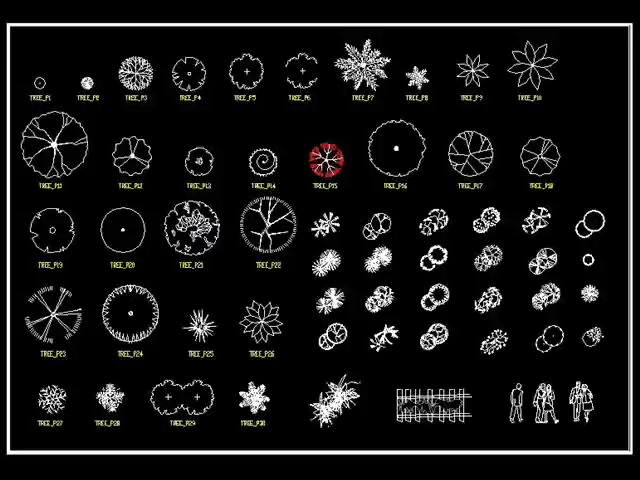 TREE_P1 TREE_P2 TREE_P3 TREE_P4 TREE_P5 TREE_P6 TREE_P7 TREE_P8 TREE_P9 TREE_P10
TREE_P11 TREE_P12 TREE_P13 TREE_P14 TREE_P15 TREE_P16 TREE_P17 TREE_P18
TREE_P19 TREE_P20 TREE_P21 TREE_P22
TREE_P23 TREE_P24 TREE_P25 TREE_P26
TREE_P27 TREE_P28 TREE_P29 TREE_P30